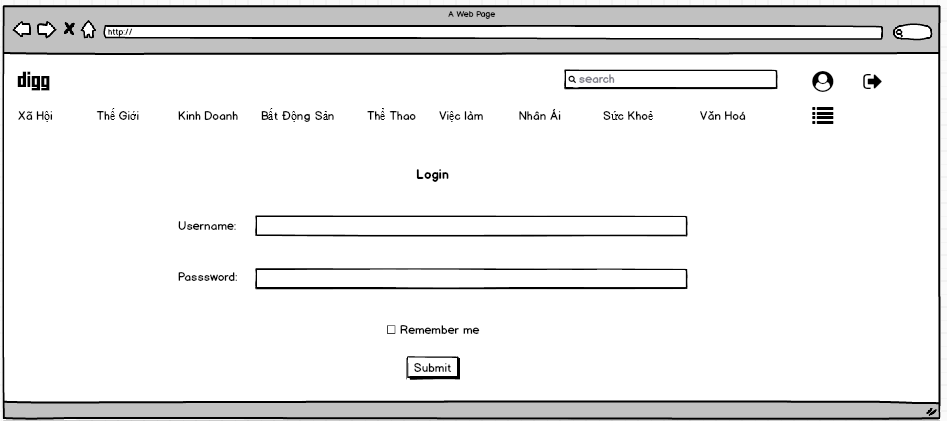 A Web Page
http://
digg
search
Xã Hội Thế Giới Kinh Doanh Bất Động Sản Thể Thao Việc làm Nhân Ái Sức Khoẻ Văn Hoá
Login
Username:
Passsword:
Remember me
Submit